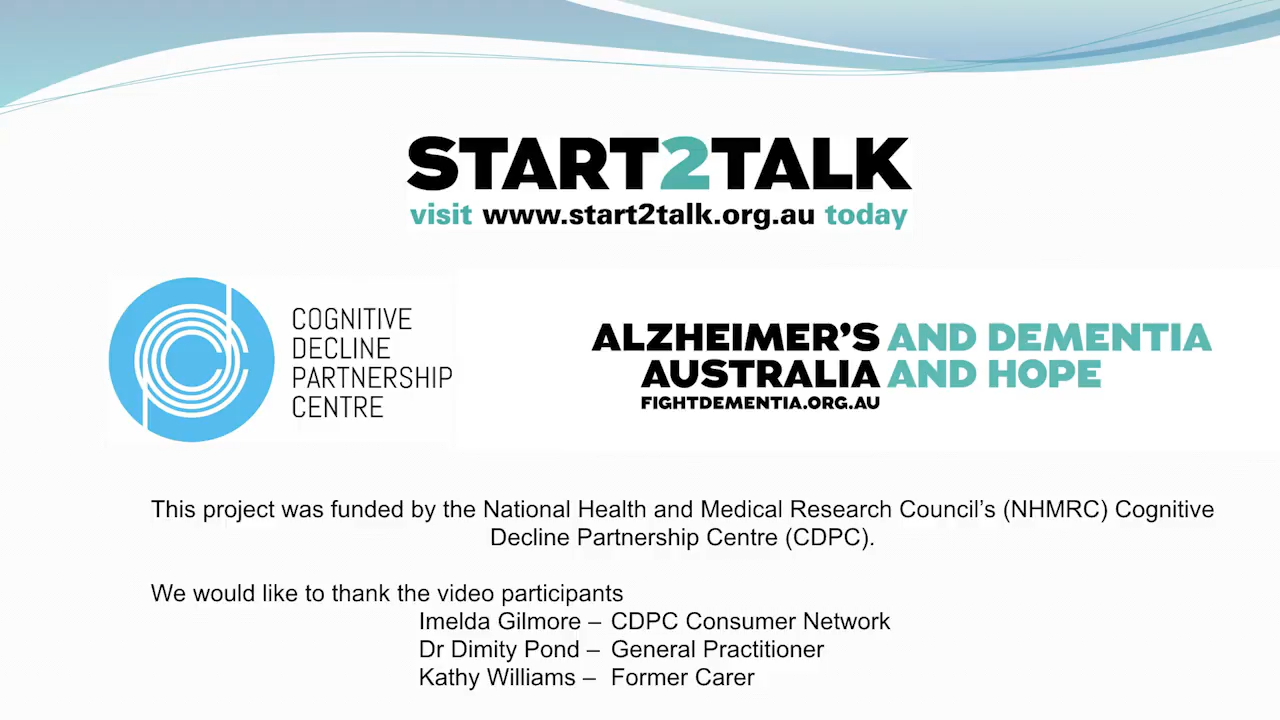 START2TALK
visit www.start2talk.org.au today
COGNITIVE
DECLINE
PARTNERSHIP
CENTRE
ALZHEIMER’S AND DEMENTIA
AUSTRALIA AND HOPE
FIGHTDEMENTIA.ORG.AU
This project was funded by the National Health and Medical Research Council’s (NHMRC) Cognitive
Decline Partnership Centre (CDPC).
We would like to thank the video participants
Imelda Gilmore – CDPC Consumer Network
Dr Dimity Pond – General Practitioner
Kathy Williams – Former Carer